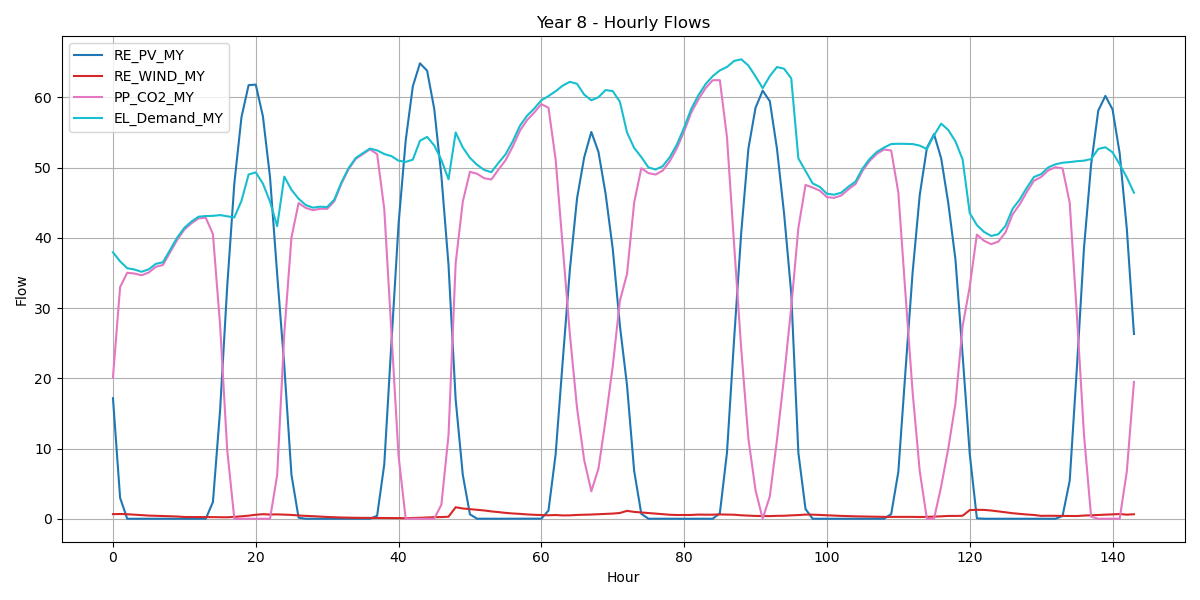 Year 8 - Hourly Flows
RE_PV_MY
RE_WIND_MY
PP_CO2_MY
EL_Demand_MY
Flow
60
50
40
30
20
10
0
0 20 40 60 80 100 120 140
Hour